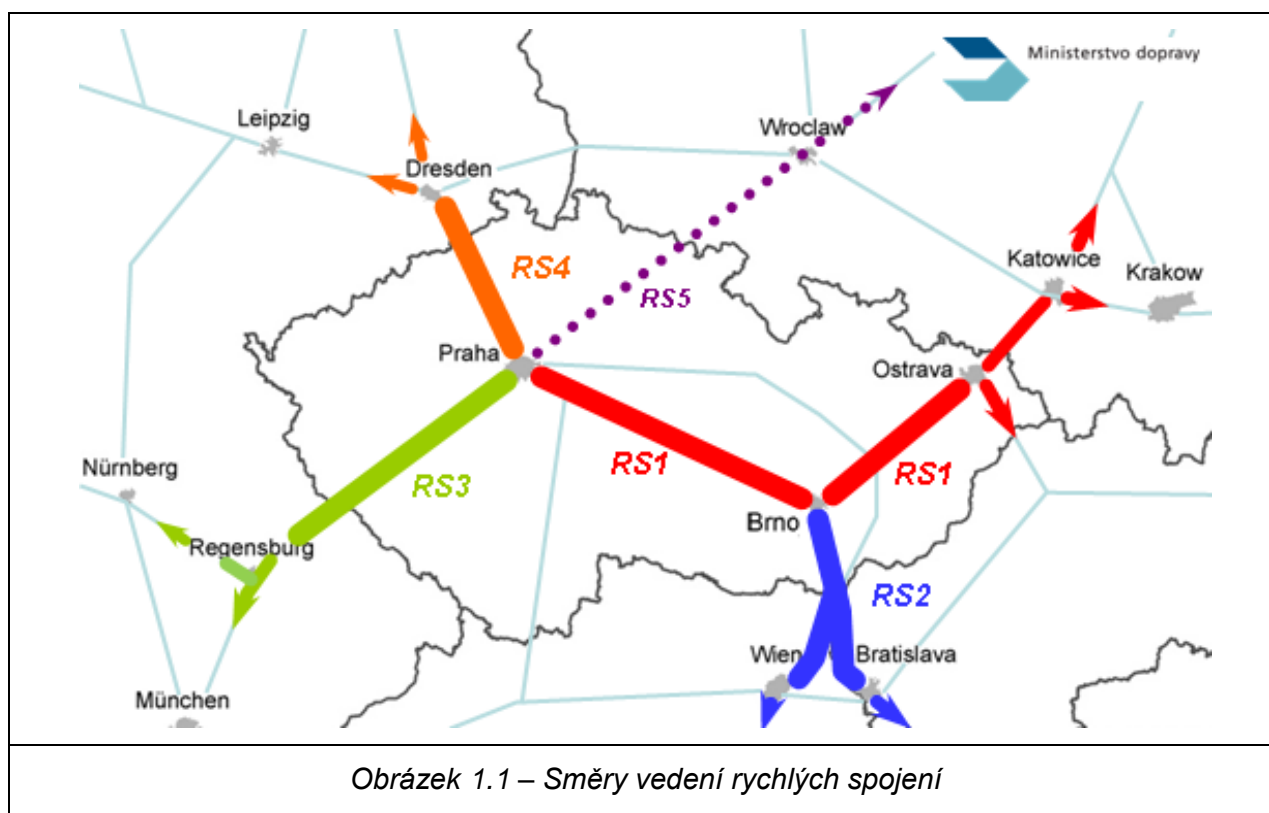 Ministerstvo dopravy
Leipzig
Wroclaw
Dresden
RS4
Katowice
Krakow
RS5
Praha
Ostrava
Nürnberg
RS3
RS1
RS1
Brno
Regensburg
RS2
Wien
Bratislava
München
Obrázek 1.1 – Směry vedení rychlých spojení